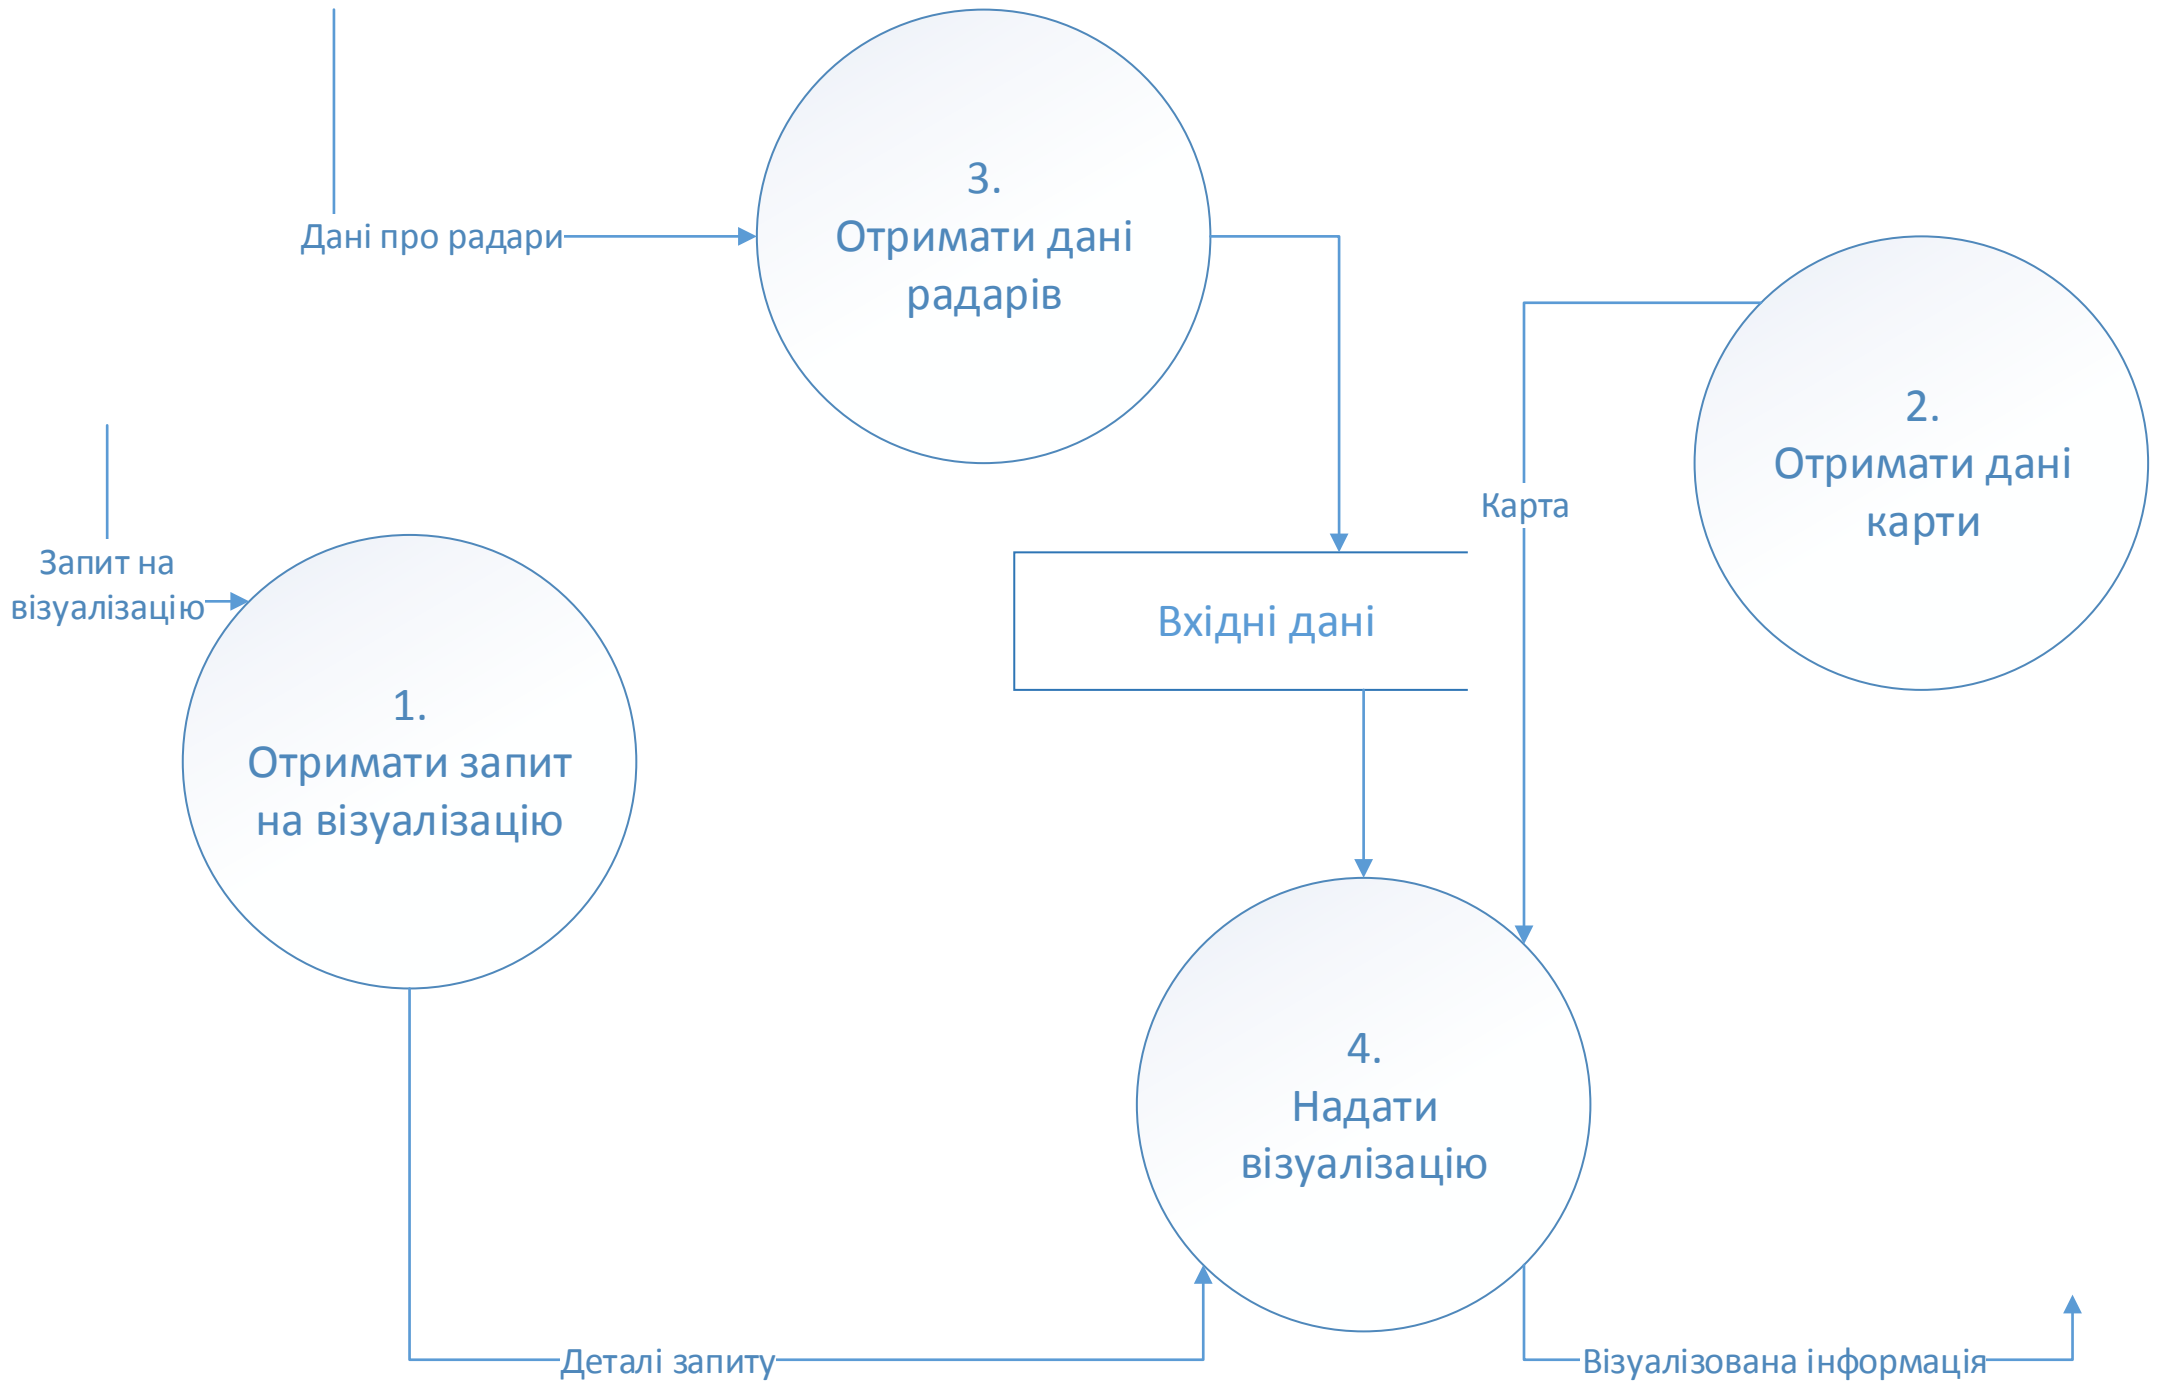 3.
Отримати дані
радарів
Дані про радари
2.
Отримати дані
карти
Карта
Запит на
візуалізацію
Вхідні дані
1.
Отримати запит
на візуалізацію
4.
Надати
візуалізацію
Деталі запиту
Візуалізована інформація